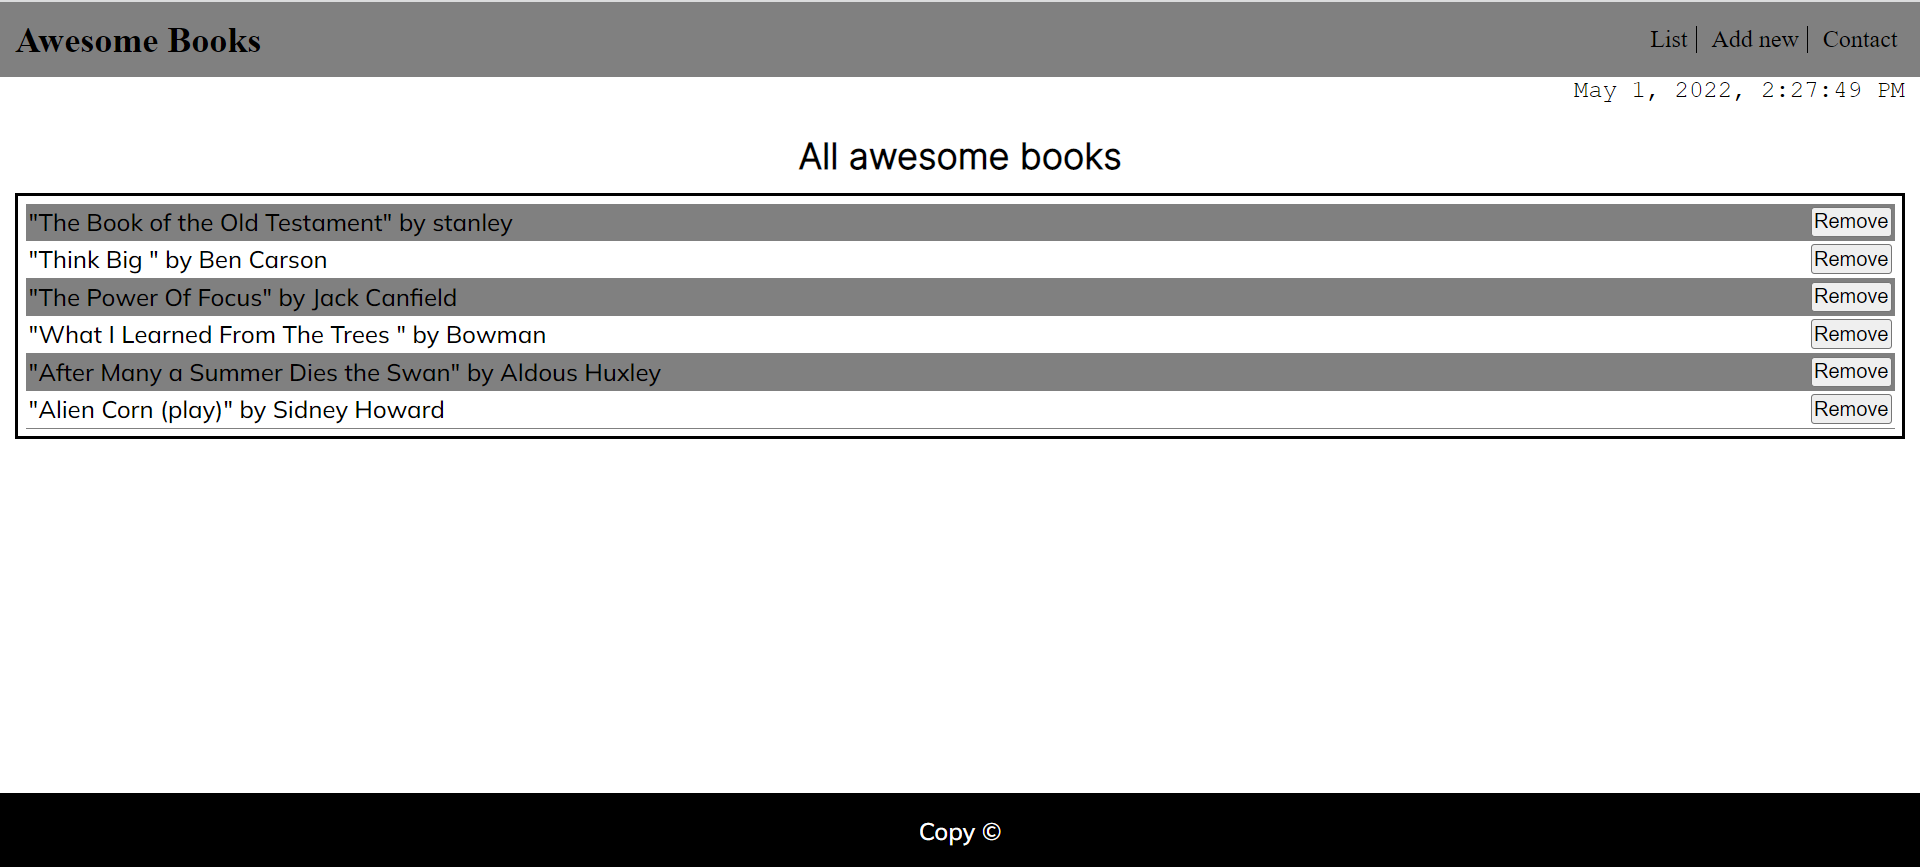 Awesome Books
List
Add new
Contact
May 1, 2022, 2:27:49 PM
All awesome books
"The Book of the Old Testament" by stanley Remove
"Think Big " by Ben Carson Remove
"The Power Of Focus" by Jack Canfield Remove
"What I Learned From The Trees " by Bowman Remove
"After Many a Summer Dies the Swan" by Aldous Huxley Remove
"Alien Corn (play)" by Sidney Howard Remove
Copy ©